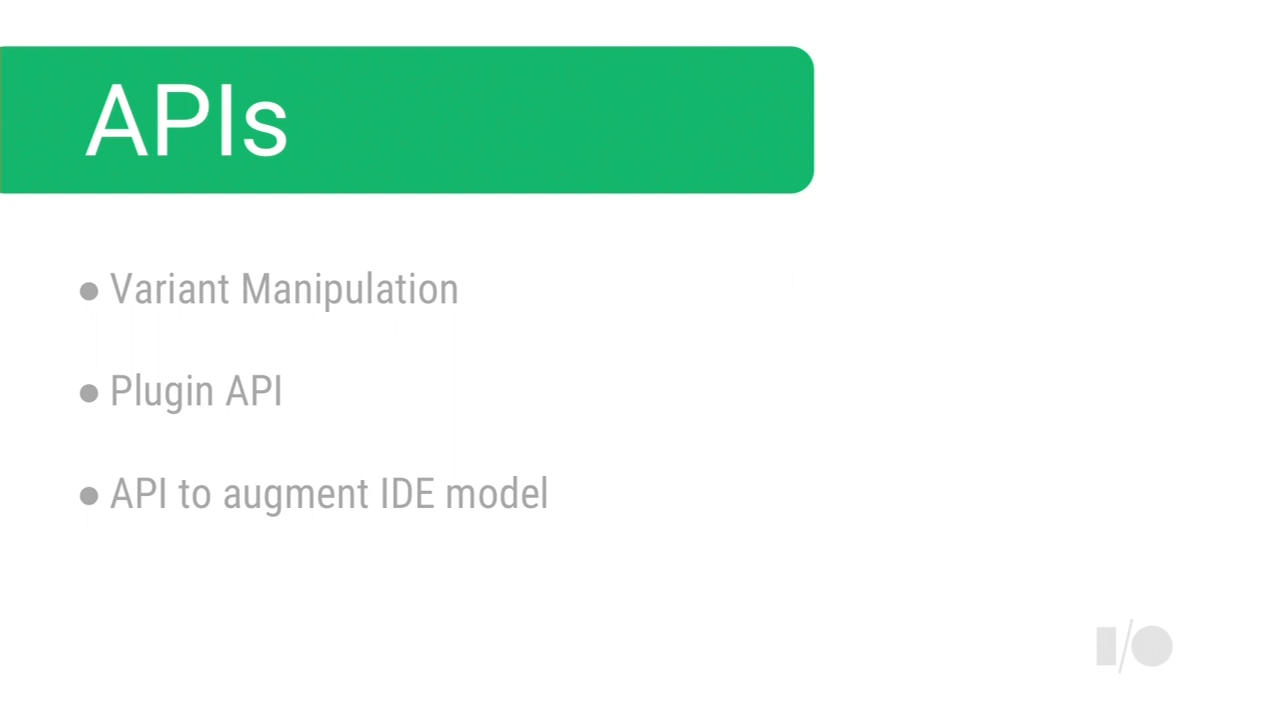 APIs
● Variant Manipulation
● Plugin API
● API to augment IDE model
I/O